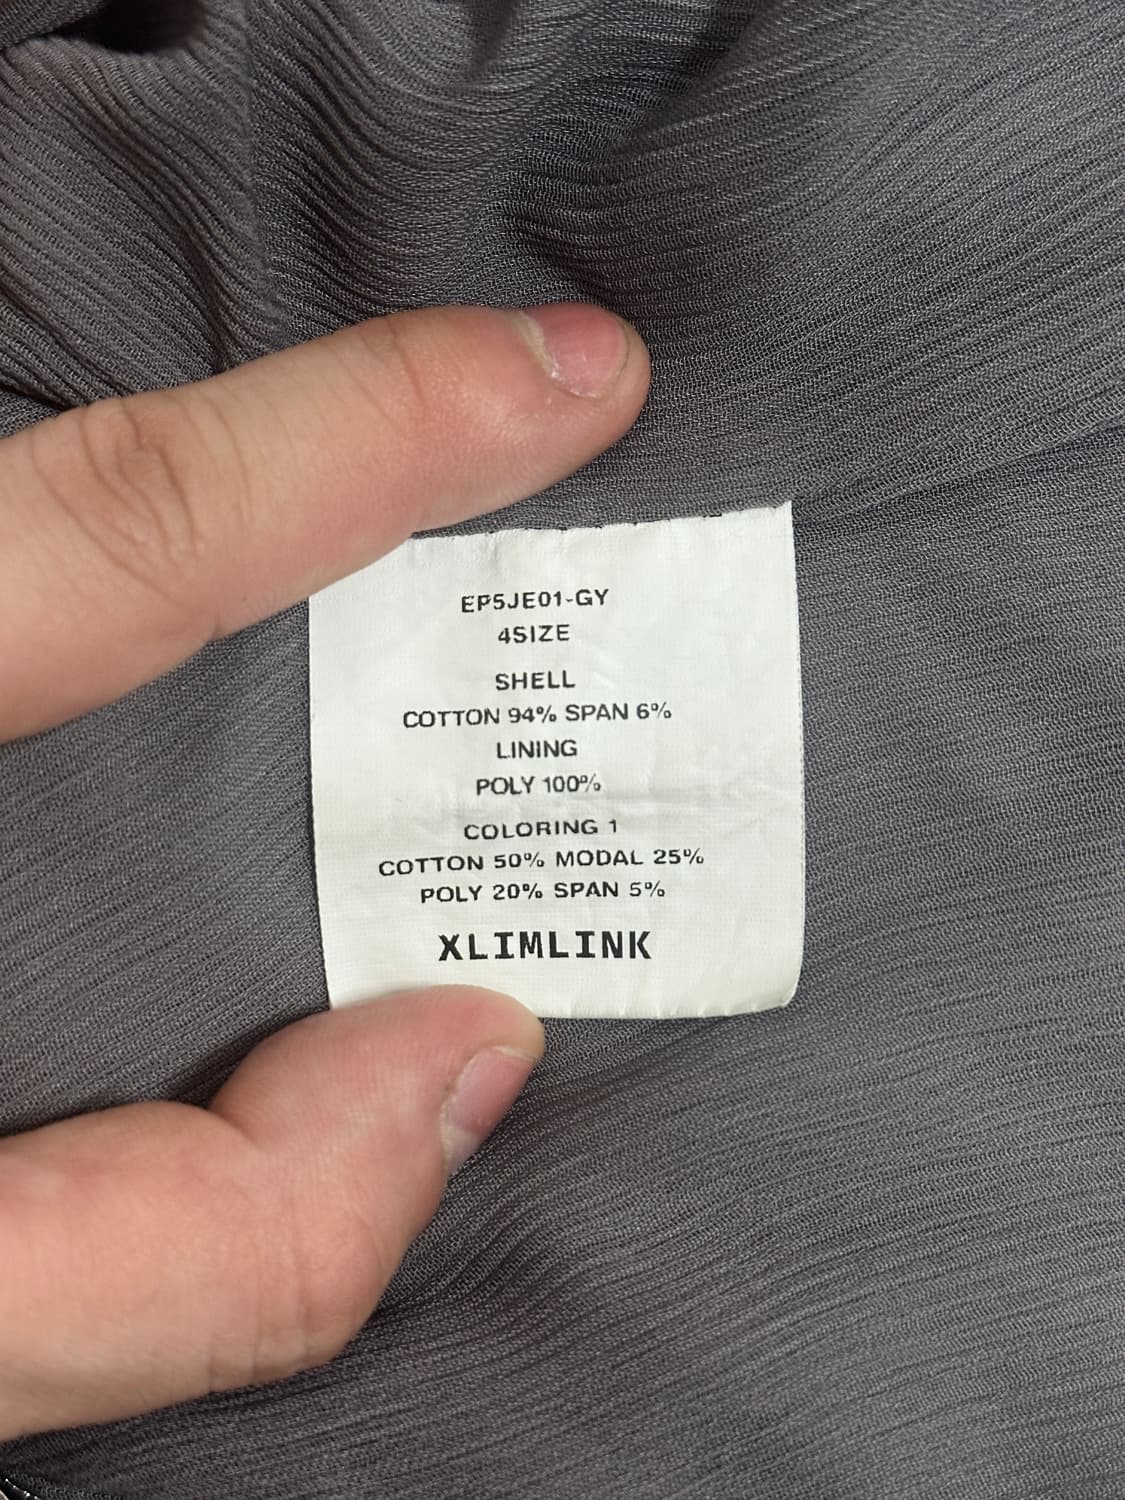 EP5JE01-GY
4SIZE
SHELL
COTTON 94% SPAN 6%
LINING
POLY 100%
COLORING 1
COTTON 50% MODAL 25%
POLY 20% SPAN 5%
XLIMLINK